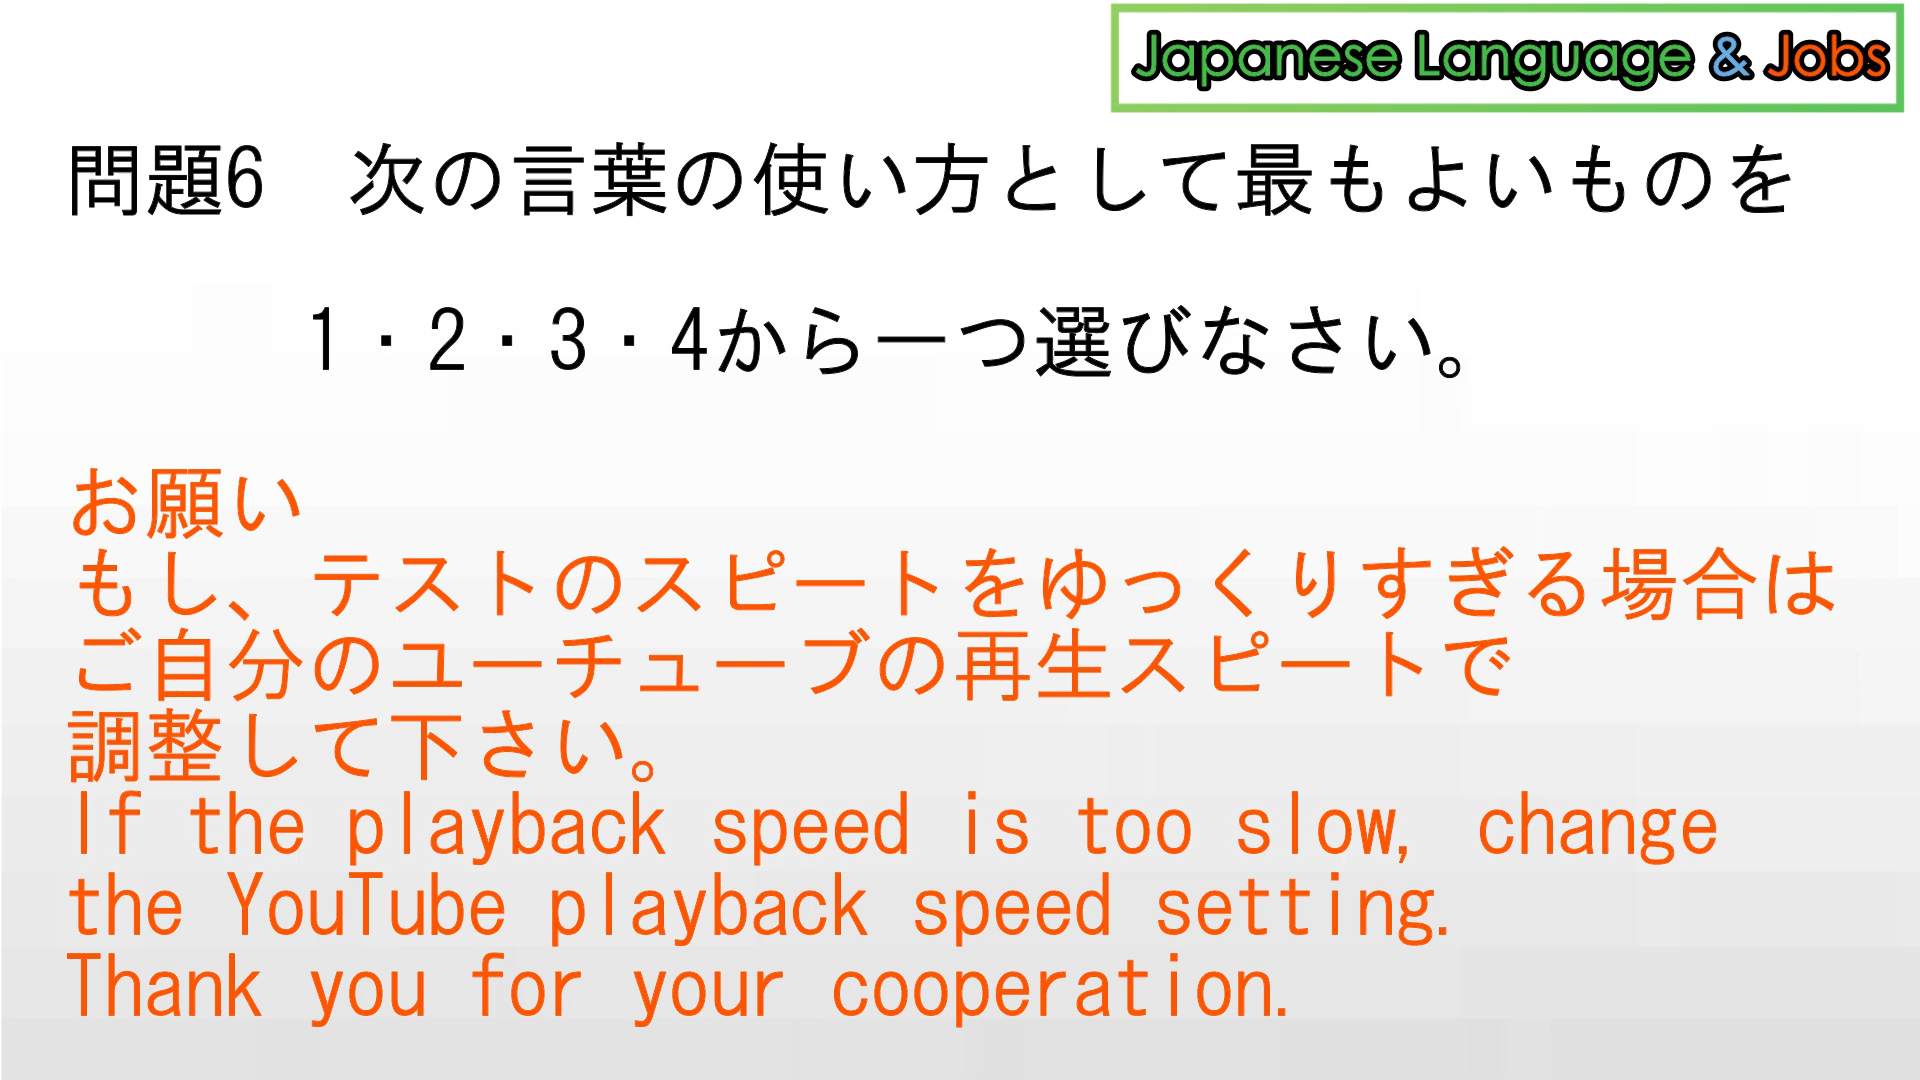 Japanese Language & Jobs
問題6　次の言葉の使い方として最もよいものを
1・2・3・4から一つ選びなさい。
お願い
もし、テストのスピートをゆっくりすぎる場合は
ご自分のユーチューブの再生スピートで
調整して下さい。
If the playback speed is too slow, change
the YouTube playback speed setting.
Thank you for your cooperation.